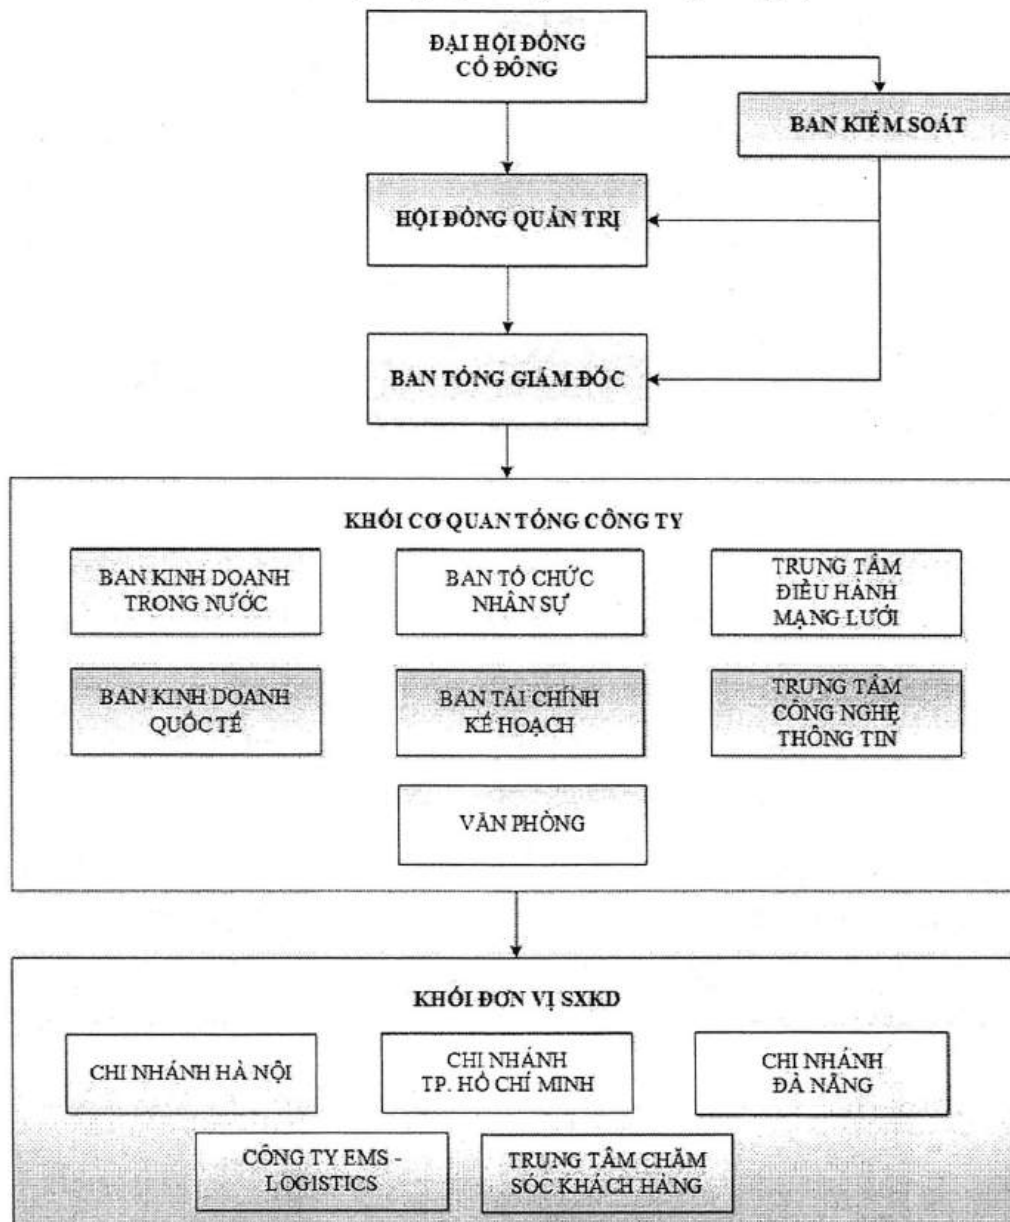 ĐẠI HỘI ĐỒNG
CỔ ĐÔNG
BAN KIỂM SOÁT
HỘI ĐỒNG QUẢN TRỊ
BAN TỔNG GIÁM ĐỐC
KHỐI CƠ QUAN TỔNG CÔNG TY
BAN KINH DOANH
TRONG NƯỚC
BAN TỔ CHỨC
NHÂN SỰ
TRUNG TÂM
ĐIỀU HÀNH
MẠNG LƯỚI
BAN KINH DOANH
QUỐC TẾ
BAN TÀI CHÍNH
KẾ HOẠCH
TRUNG TÂM
CÔNG NGHỆ
THÔNG TIN
VĂN PHÒNG
KHỐI ĐƠN VỊ SXKD
CHI NHÁNH HÀ NỘI
CHI NHÁNH
TP. HỒ CHÍ MINH
CHI NHÁNH
ĐÀ NẴNG
CÔNG TY EMS -
LOGISTICS
TRUNG TÂM CHĂM
SÓC KHÁCH HÀNG